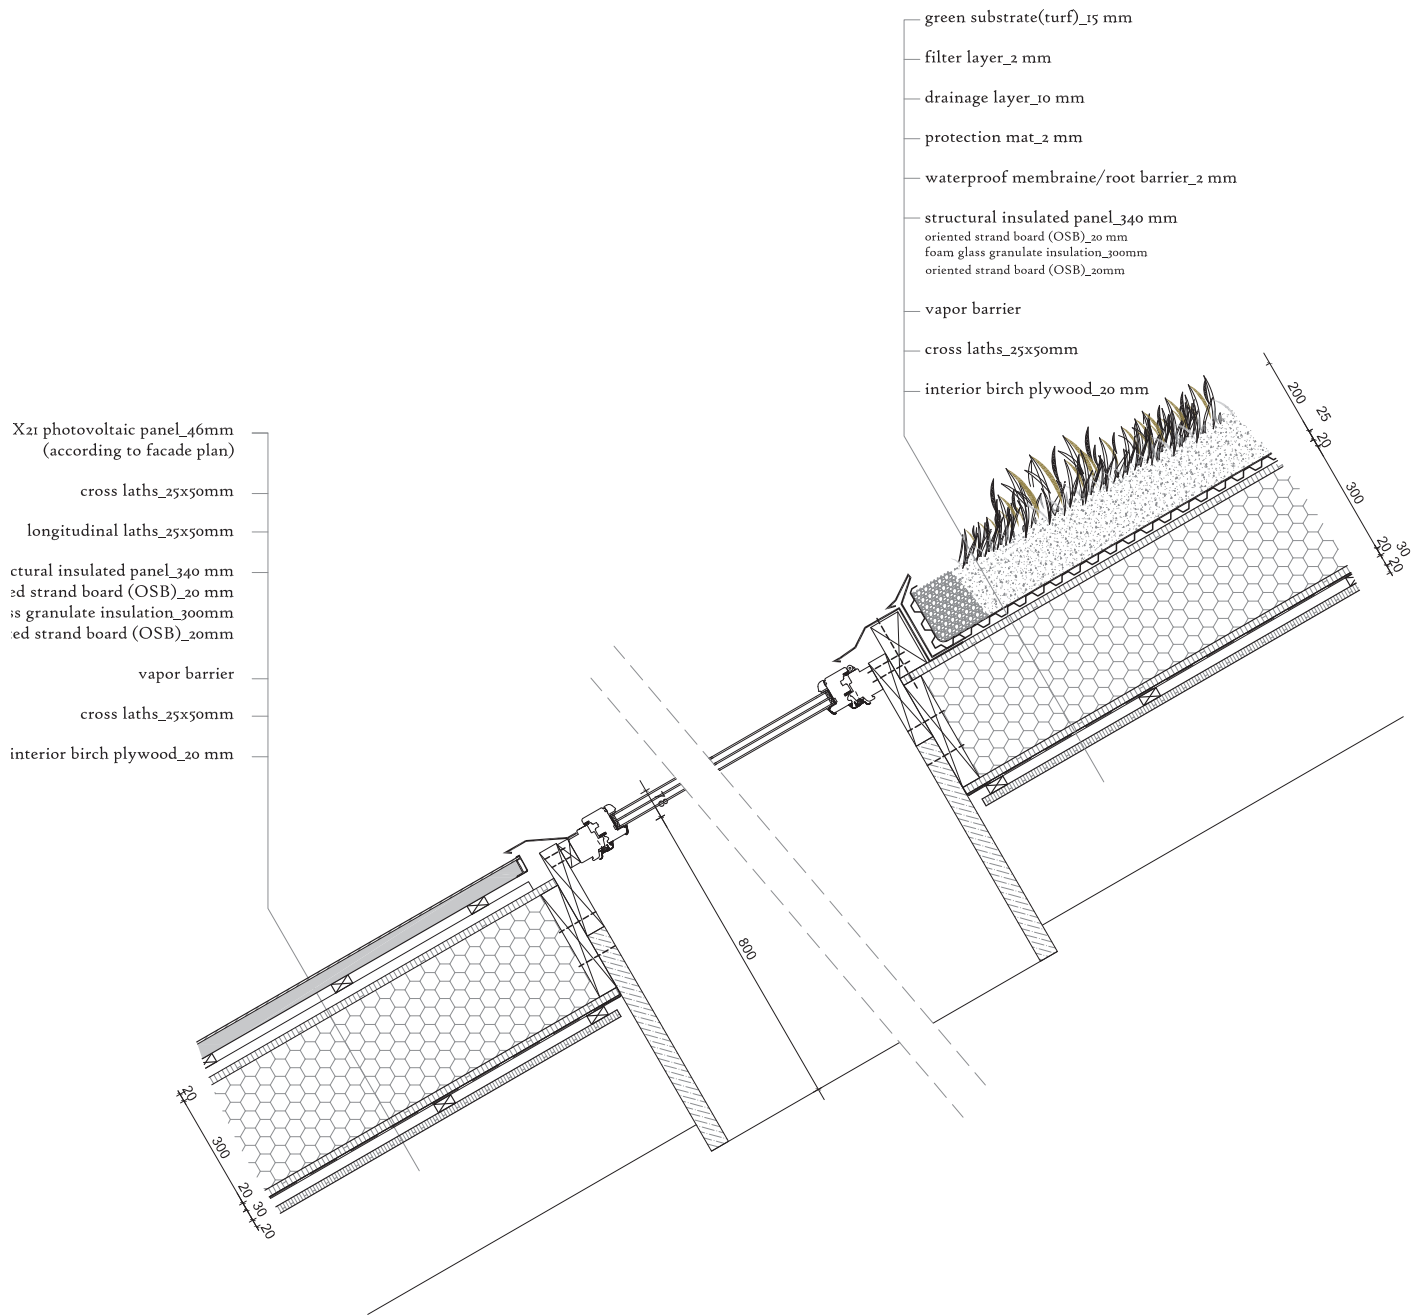 green substrate(turf)_15 mm
filter layer_2 mm
drainage layer_10 mm
protection mat_2 mm
waterproof membraine/root barrier_2 mm
structural insulated panel_340 mm
oriented strand board (OSB)_20 mm
foam glass granulate insulation_300mm
oriented strand board (OSB)_20mm
vapor barrier
cross laths_25x50mm
interior birch plywood_20 mm
200
25
20
300
30
20
20
X21 photovoltaic panel_46mm
(according to facade plan)
cross laths_25x50mm
longitudinal laths_25x50mm
ctural insulated panel_340 mm
ed strand board (OSB)_20 mm
ss granulate insulation_300mm
ed strand board (OSB)_20mm
vapor barrier
cross laths_25x50mm
interior birch plywood_20 mm
800
20
300
20
30
20